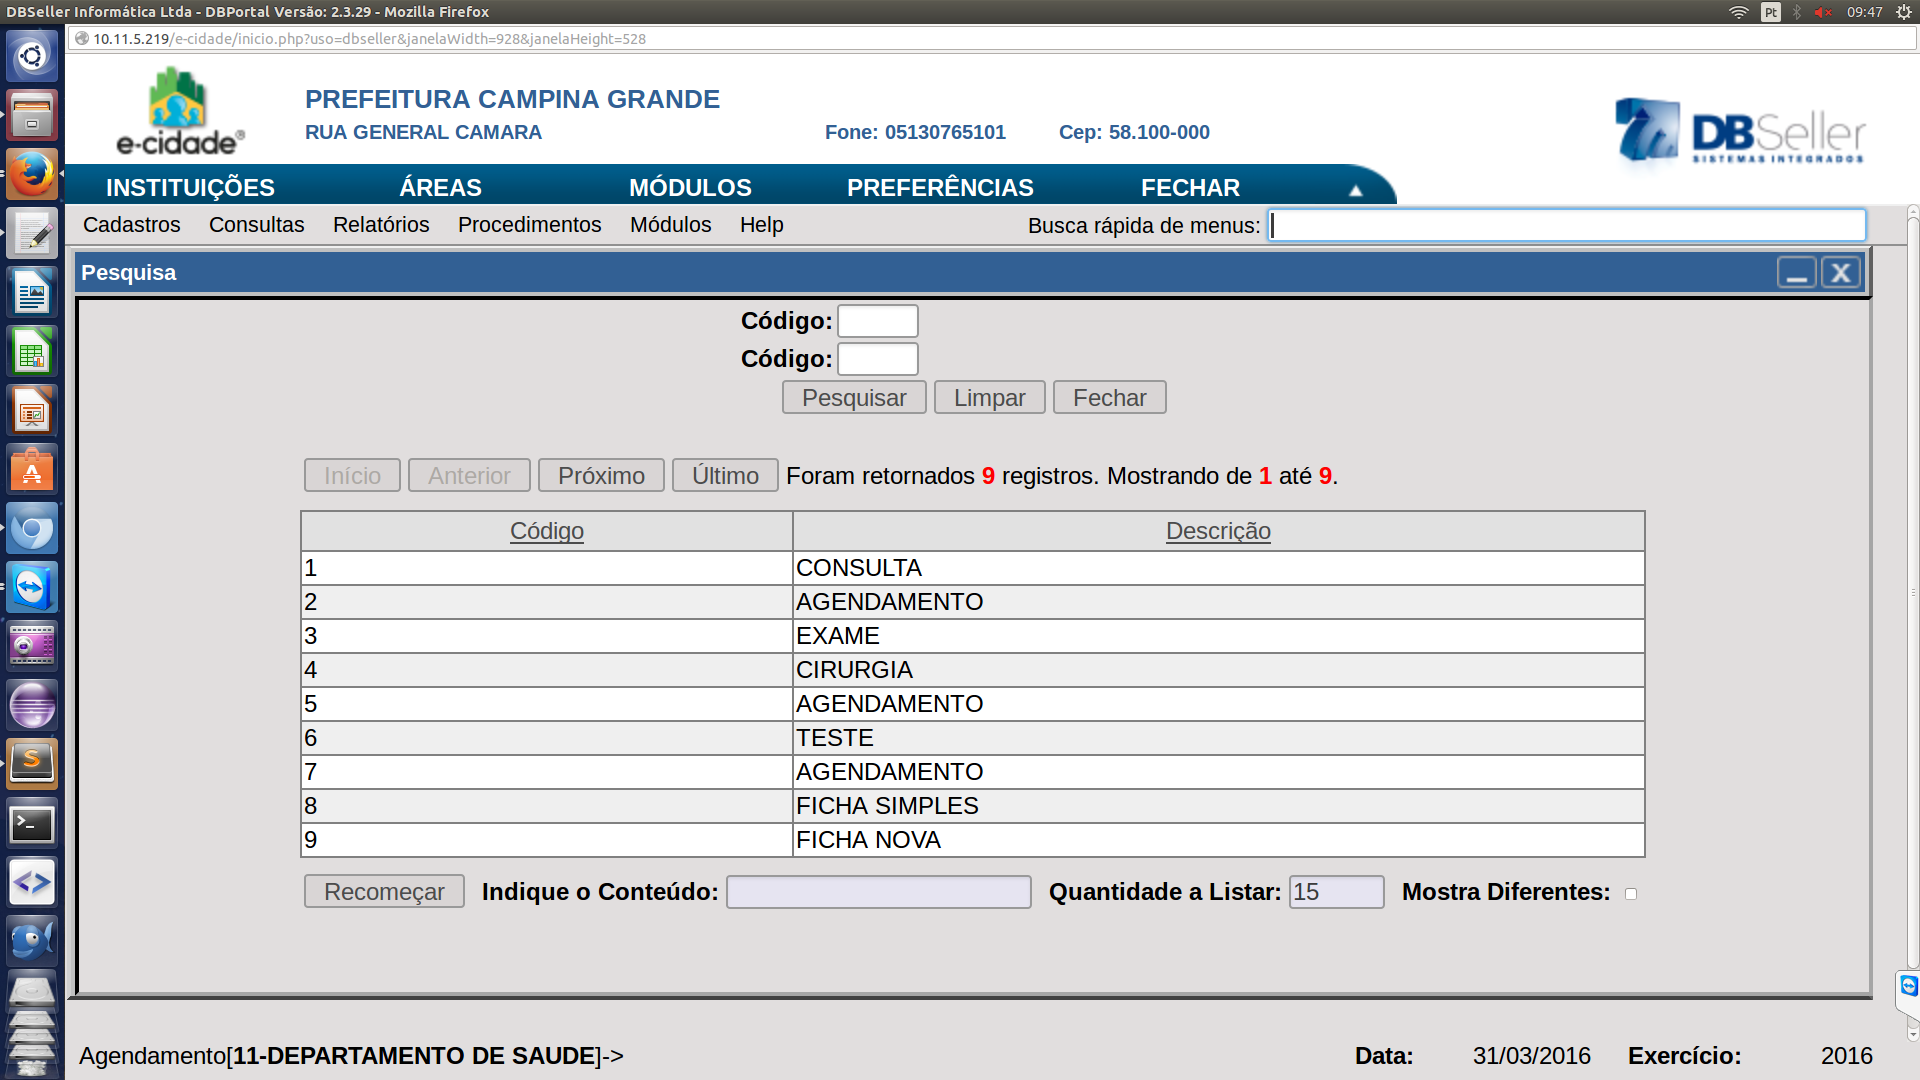 DBSeller Informática Ltda - DBPortal Versão: 2.3.29 - Mozilla Firefox
Pt
09:47
10.11.5.219/e-cidade/inicio.php?uso=dbseller&janelaWidth=928&janelaHeight=528
e-cidade®
PREFEITURA CAMPINA GRANDE
RUA GENERAL CAMARA
Fone: 05130765101
Cep: 58.100-000
DBSeller
SISTEMAS INTEGRADOS
INSTITUIÇÕES ÁREAS MÓDULOS PREFERÊNCIAS FECHAR
Cadastros Consultas Relatórios Procedimentos Módulos Help
Busca rápida de menus:
Pesquisa
Código:
Código:
Pesquisar Limpar Fechar
Início Anterior Próximo Último Foram retornados 9 registros. Mostrando de 1 até 9.
Código Descrição
1 CONSULTA
2 AGENDAMENTO
3 EXAME
4 CIRURGIA
5 AGENDAMENTO
6 TESTE
7 AGENDAMENTO
8 FICHA SIMPLES
9 FICHA NOVA
Recomeçar Indique o Conteúdo: Quantidade a Listar: 15 Mostra Diferentes:
Agendamento[11-DEPARTAMENTO DE SAUDE]->
Data: 31/03/2016 Exercício: 2016